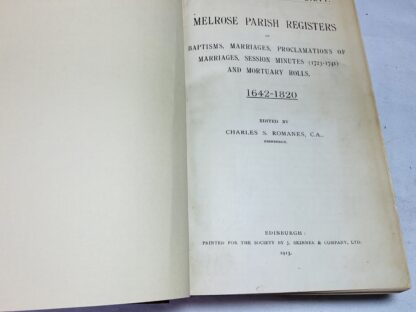 MELROSE PARISH REGISTERS
OF
BAPTISMS, MARRIAGES, PROCLAMATIONS OF
MARRIAGES, SESSION MINUTES (1723-1741)
AND MORTUARY ROLLS.
1642-1820
EDITED BY
CHARLES S. ROMANES, C.A.,
EDINBURGH.
EDINBURGH:
PRINTED FOR THE SOCIETY BY J. SKINNER & COMPANY, LTD.
1913.